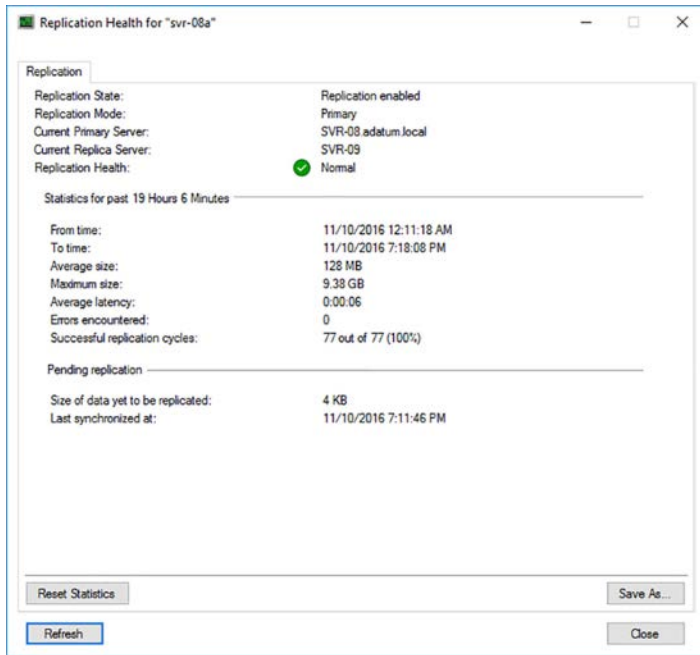 Replication Health for "svr-08a"
Replication
Replication State: Replication enabled
Replication Mode: Primary
Current Primary Server: SVR-08.adatum.local
Current Replica Server: SVR-09
Replication Health: Normal
Statistics for past 19 Hours 6 Minutes
From time: 11/10/2016 12:11:18 AM
To time: 11/10/2016 7:18:08 PM
Average size: 128 MB
Maximum size: 9.38 GB
Average latency: 0:00:06
Errors encountered: 0
Successful replication cycles: 77 out of 77 (100%)
Pending replication
Size of data yet to be replicated: 4 KB
Last synchronized at: 11/10/2016 7:11:46 PM
Reset Statistics Save As...
Refresh Close